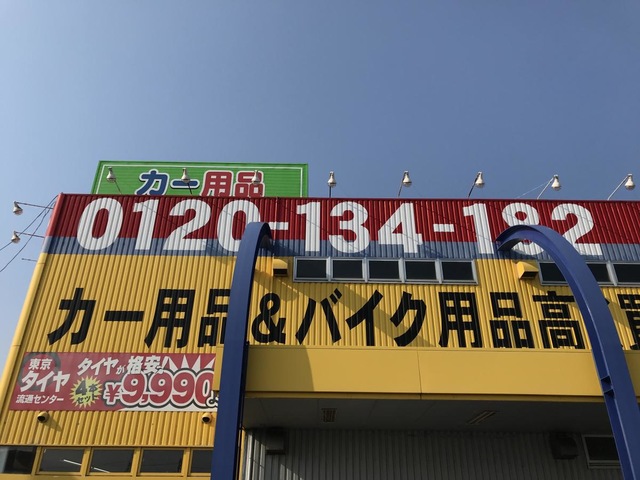 カー用品
0120-134-182
カー用品&バイク用品高
東京
タイヤ
流通センター
タイヤが格安!
4本
セット
¥9,990